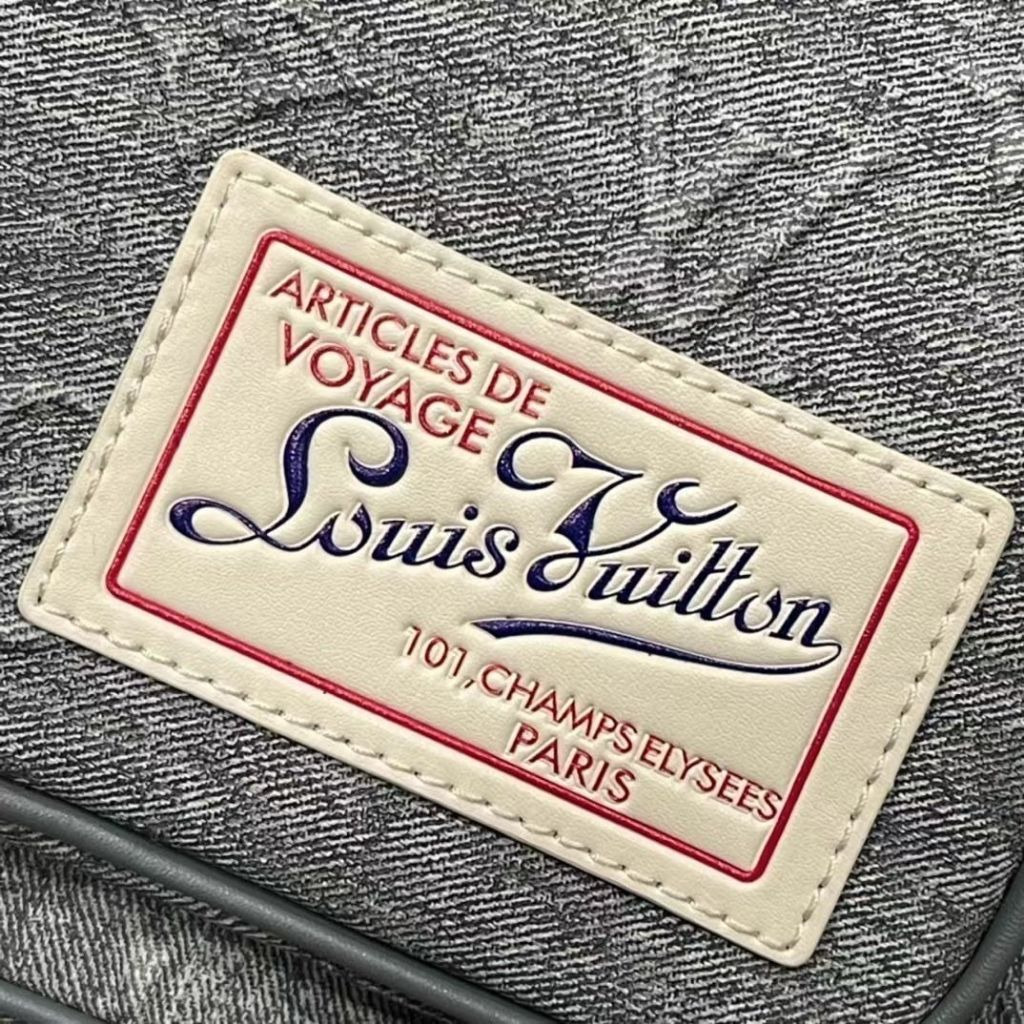 ARTICLES DE
VOYAGE
Louis Vuitton
101, CHAMPS ELYSEES
PARIS